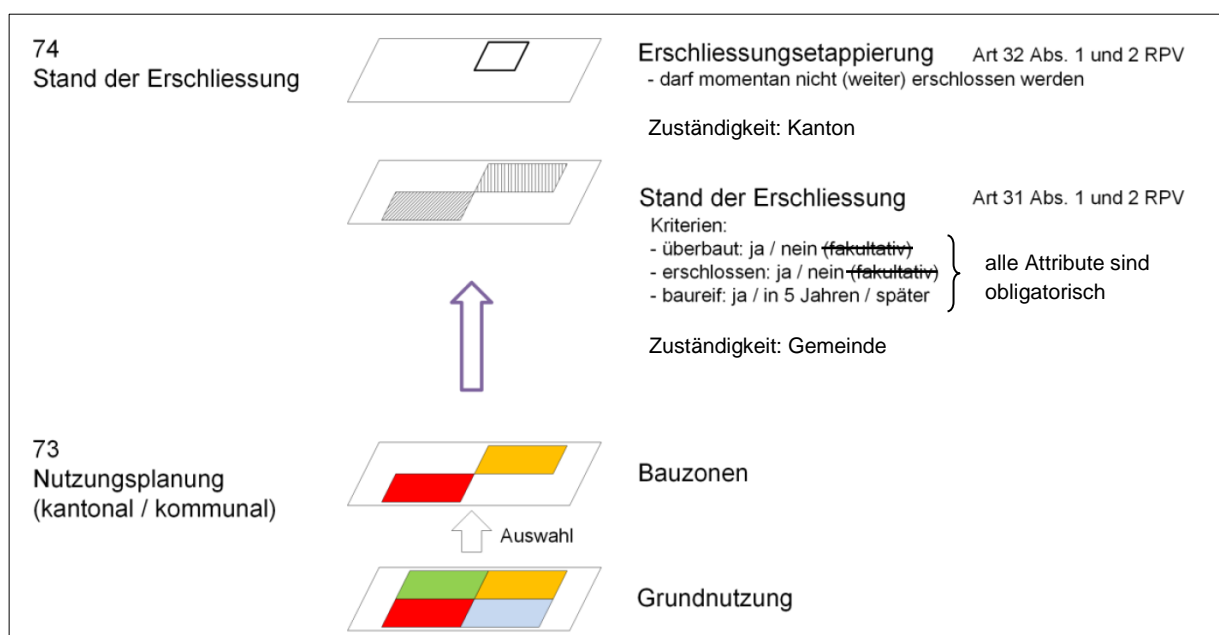 74
Stand der Erschliessung
Erschliessungsetappierung Art 32 Abs. 1 und 2 RPV
- darf momentan nicht (weiter) erschlossen werden
Zuständigkeit: Kanton
Stand der Erschliessung Art 31 Abs. 1 und 2 RPV
Kriterien:
- überbaut: ja / nein (fakultativ)
- erschlossen: ja / nein (fakultativ)
- baureif: ja / in 5 Jahren / später
alle Attribute sind
obligatorisch
Zuständigkeit: Gemeinde
73
Nutzungsplanung
(kantonal / kommunal)
Bauzonen
Auswahl
Grundnutzung